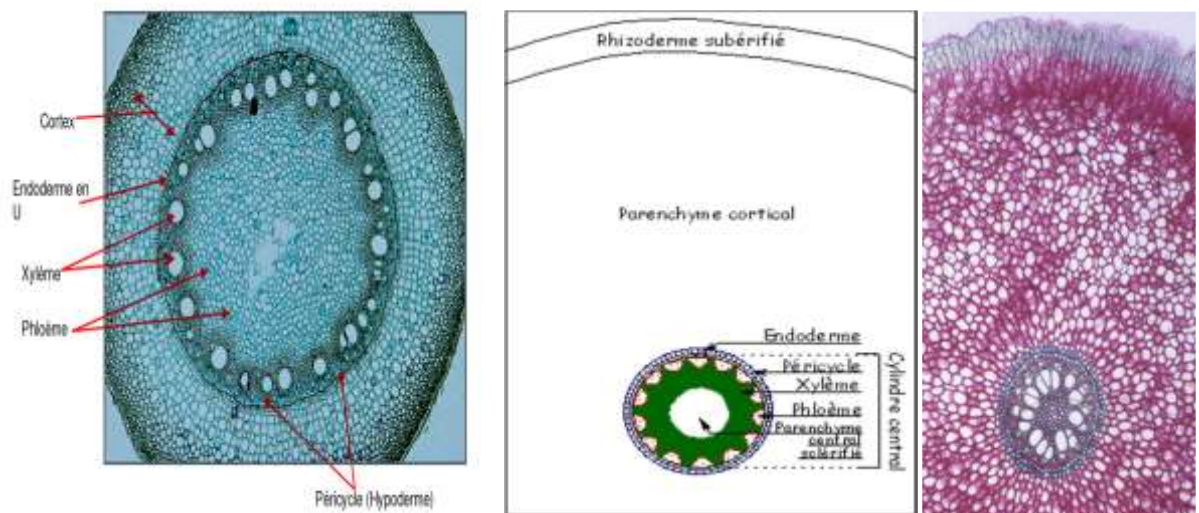 Cortex
Endoderme en
U
Xylème
Phloème
Péricycle (Hypoderme)
Rhizoderme subérifié
Parenchyme cortical
Endoderme
Péricycle
Xylème
Phloème
Parenchyme
central
sclérifié
Cylindre central